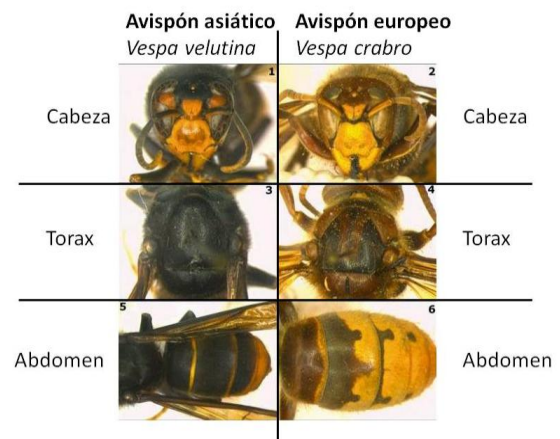 Avispón asiático Avispón europeo
Vespa velutina Vespa crabro
1 2
Cabeza Cabeza
3 4
Torax Torax
5 6
Abdomen Abdomen